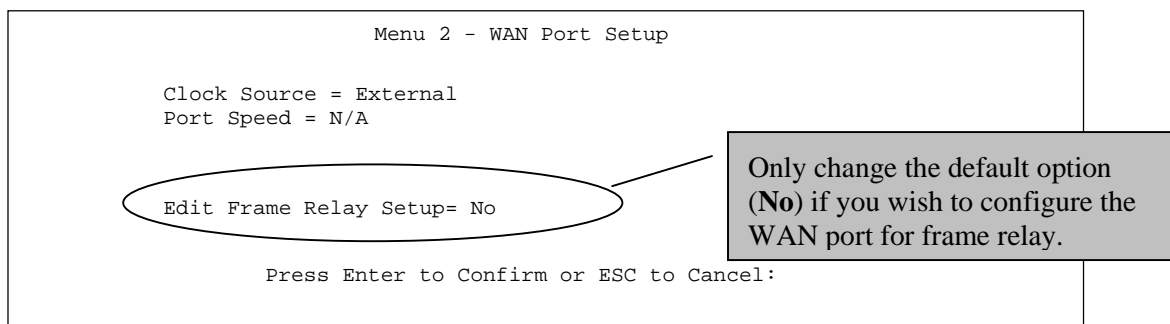 Menu 2 - WAN Port Setup
Clock Source = External
Port Speed = N/A
Edit Frame Relay Setup= No
Only change the default option
(No) if you wish to configure the
WAN port for frame relay.
Press Enter to Confirm or ESC to Cancel: